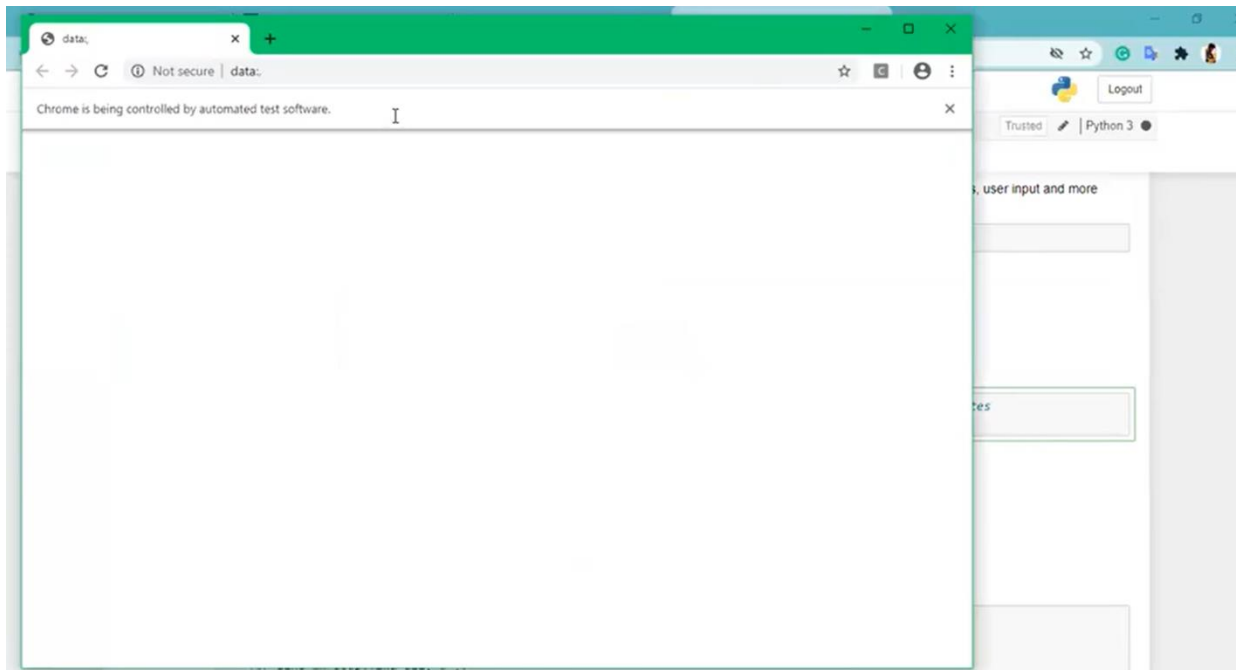 data:,
Not secure | data:,
Chrome is being controlled by automated test software.
Logout
Trusted
Python 3
, user input and more
tes